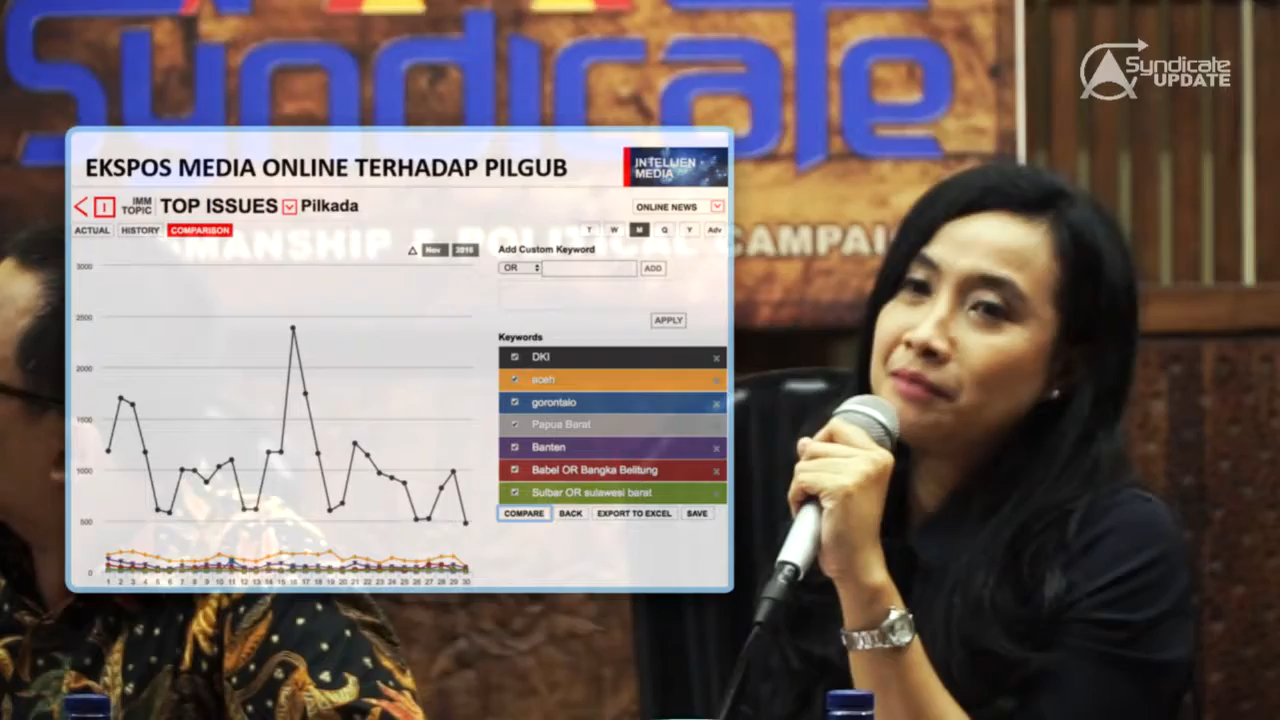 Syndicate
Syndicate
UPDATE
MANSHIP & POLITICAL CAMPAI
EKSPOS MEDIA ONLINE TERHADAP PILGUB
INTELIJEN
MEDIA
I
IMM
TOPIC
TOP ISSUES Pilkada
ONLINE NEWS
ACTUAL HISTORY COMPARISON
T W M Q Y Adv
Nov 2016
Add Custom Keyword
OR ADD
APPLY
Keywords
DKI
aceh
gorontalo
Papua Barat
Banten
Babel OR Bangka Belitung
Sulbar OR sulawesi barat
COMPARE BACK EXPORT TO EXCEL SAVE
3000
2500
2000
1500
1000
500
0
1 2 3 4 5 6 7 8 9 10 11 12 13 14 15 16 17 18 19 20 21 22 23 24 25 26 27 28 29 30